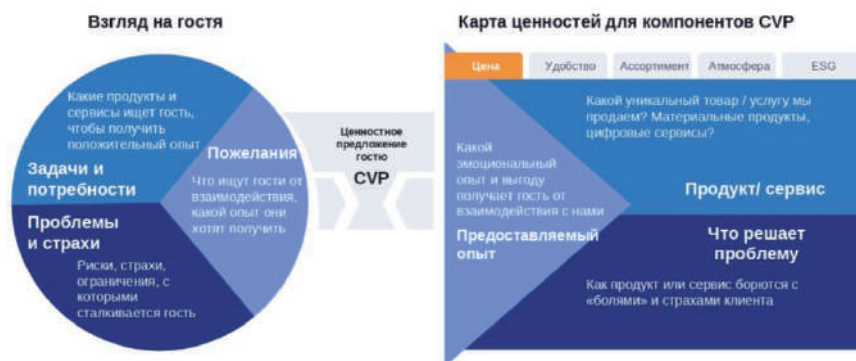 Взгляд на гостя
Какие продукты и
сервисы ищет гость,
чтобы получить
положительный опыт
Задачи и
потребности
Пожелания
Что ищут гости от
взаимодействия,
какой опыт они
хотят получить
Проблемы
и страхи
Риски, страхи,
ограничения, с
которыми
сталкивается гость
Ценностное
предложение
гостю
CVP
Карта ценностей для компонентов CVP
Цена
Удобство
Ассортимент
Атмосфера
ESG
Какой уникальный товар / услугу мы
продаем? Материальные продукты,
цифровые сервисы?
Продукт/ сервис
Какой
эмоциональный
опыт и выгоду
получает гость от
взаимодействия с нами
Предоставляемый
опыт
Что решает
проблему
Как продукт или сервис борются с
«болями» и страхами клиента